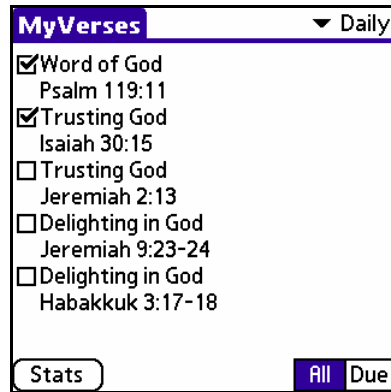 MyVerses Daily
Word of God
Psalm 119:11
Trusting God
Isaiah 30:15
Trusting God
Jeremiah 2:13
Delighting in God
Jeremiah 9:23-24
Delighting in God
Habakkuk 3:17-18
Stats All Due